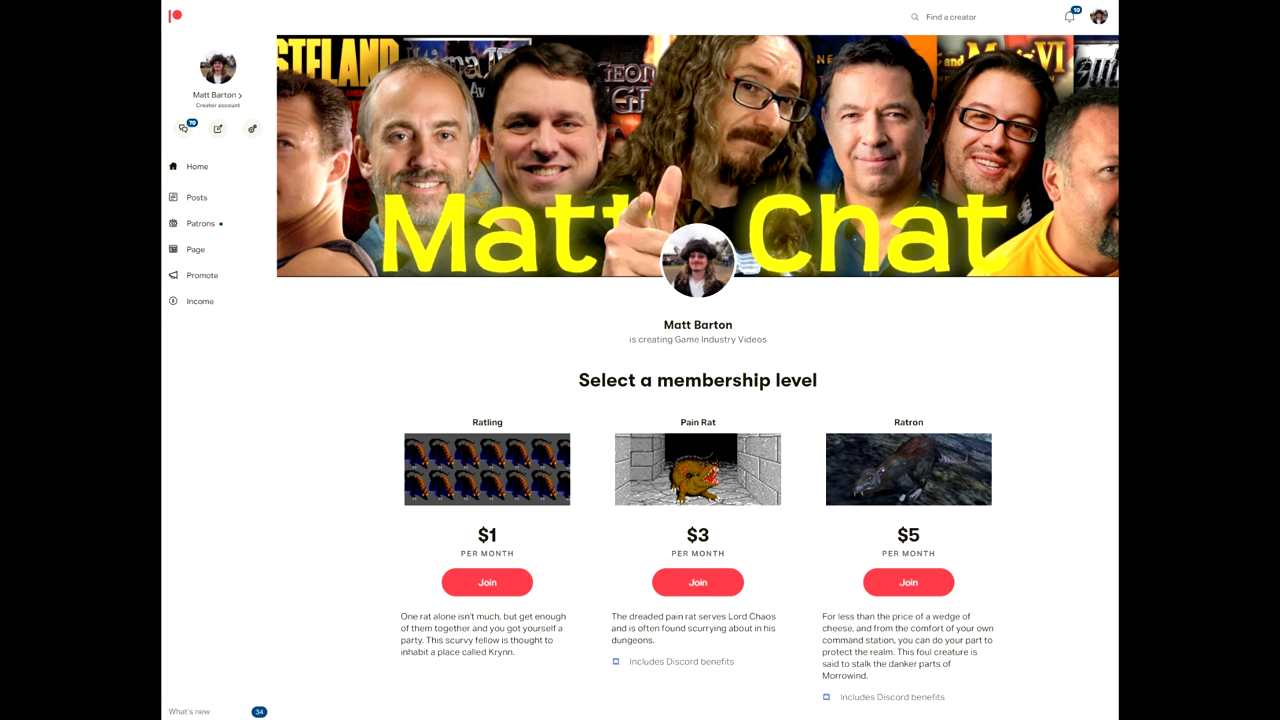 10
Find a creator
Matt Barton
Creator account
70
Home
Posts
Patrons
Page
Promote
Income
What's new
34
STELAND
and Magic VI
Matt Chat
Matt Barton
is creating Game Industry Videos
Select a membership level
Ratling
$1
PER MONTH
Join
One rat alone isn't much, but get enough
of them together and you got yourself a
party. This scurvy fellow is thought to
inhabit a place called Krynn.
Pain Rat
$3
PER MONTH
Join
The dreaded pain rat serves Lord Chaos
and is often found scurrying about in his
dungeons.
Includes Discord benefits
Ratron
$5
PER MONTH
Join
For less than the price of a wedge of
cheese, and from the comfort of your own
command station, you can do your part to
protect the realm. This foul creature is
said to stalk the danker parts of
Morrowind.
Includes Discord benefits